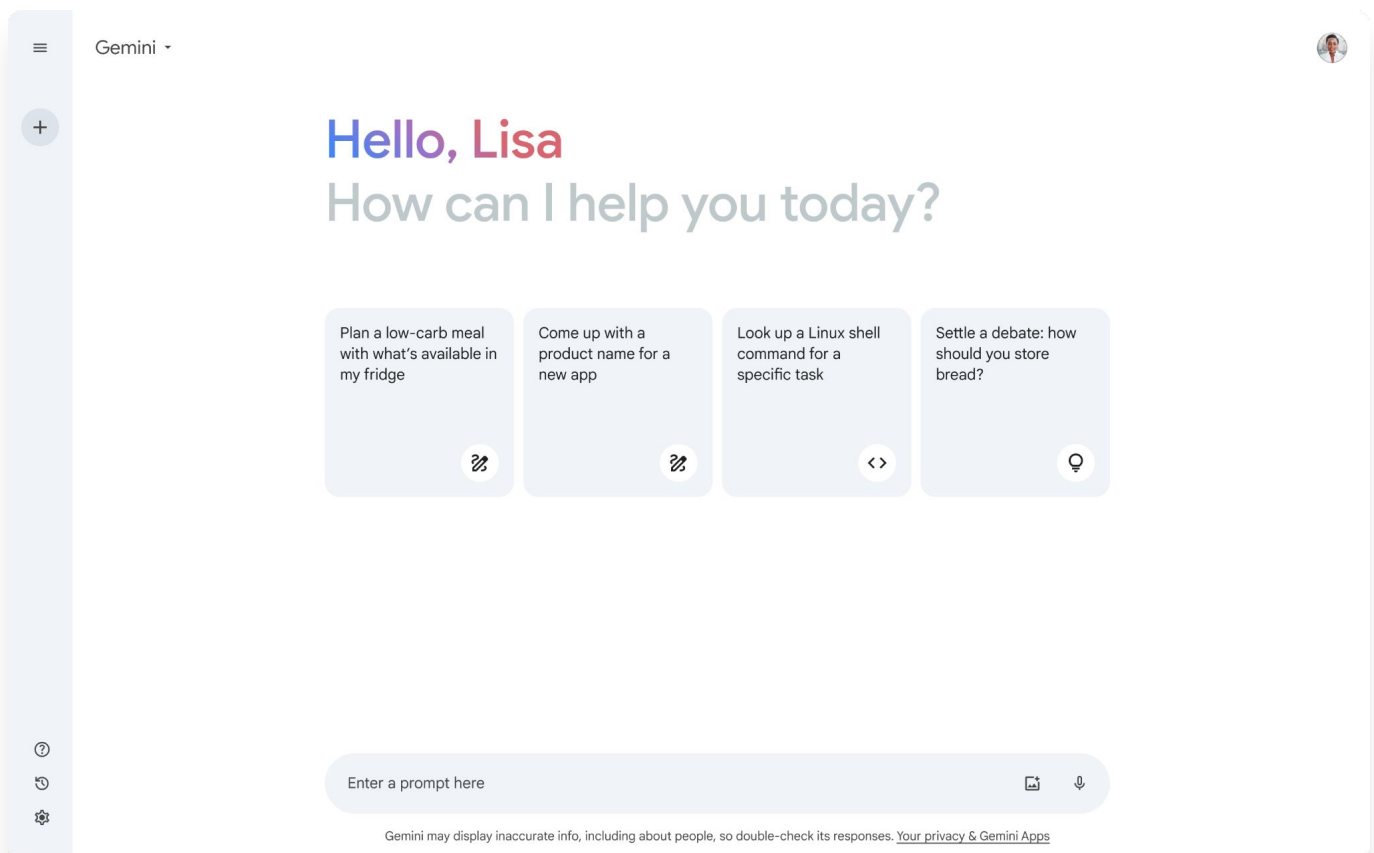 Gemini
Hello, Lisa
How can I help you today?
Plan a low-carb meal
with what's available in
my fridge
Come up with a
product name for a
new app
Look up a Linux shell
command for a
specific task
Settle a debate: how
should you store
bread?
Enter a prompt here
Gemini may display inaccurate info, including about people, so double-check its responses. Your privacy & Gemini Apps